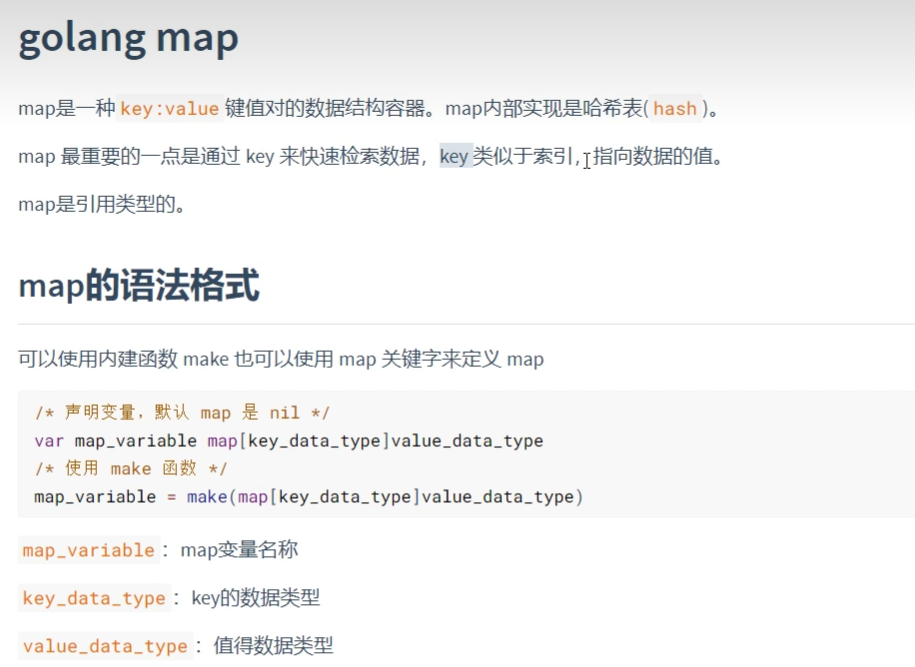 golang map
map是一种 key:value 键值对的数据结构容器。map内部实现是哈希表(hash)。
map 最重要的一点是通过 key 来快速检索数据，key 类似于索引，指向数据的值。
map是引用类型的。
map的语法格式
可以使用内建函数 make 也可以使用 map 关键字来定义 map
/* 声明变量，默认 map 是 nil */
var map_variable map[key_data_type]value_data_type
/* 使用 make 函数 */
map_variable = make(map[key_data_type]value_data_type)
map_variable：map变量名称
key_data_type：key的数据类型
value_data_type：值得数据类型